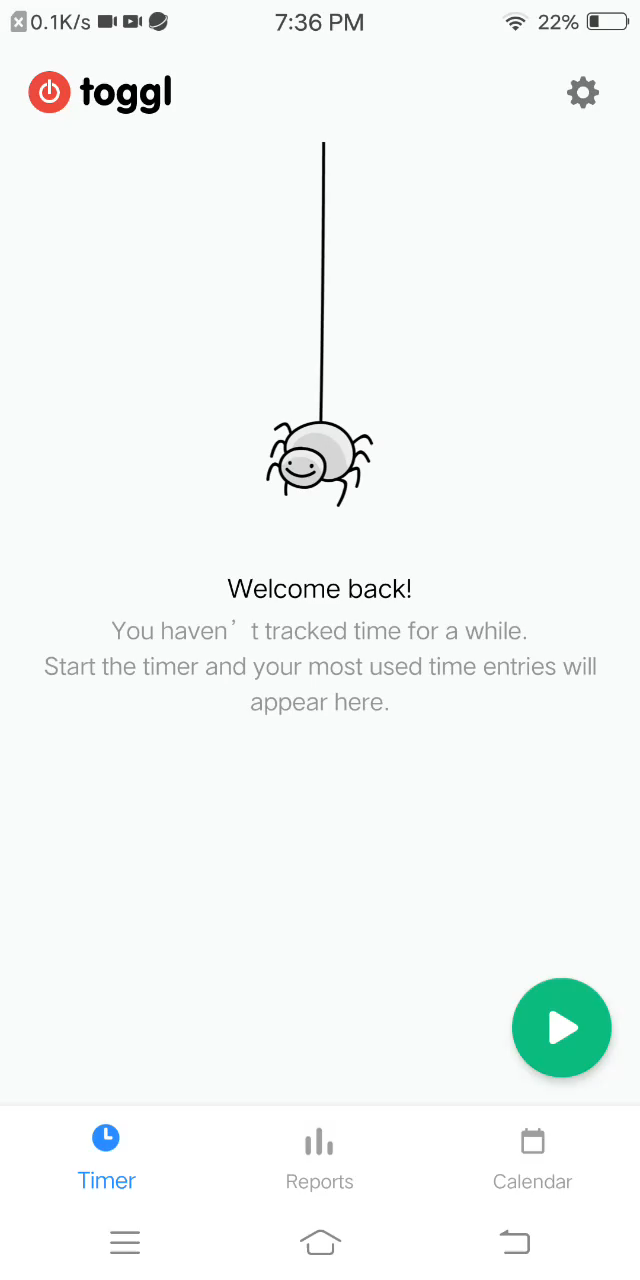 0.1K/s 7:36 PM 22%
toggl
Welcome back!
You haven’t tracked time for a while.
Start the timer and your most used time entries will
appear here.
Timer Reports Calendar